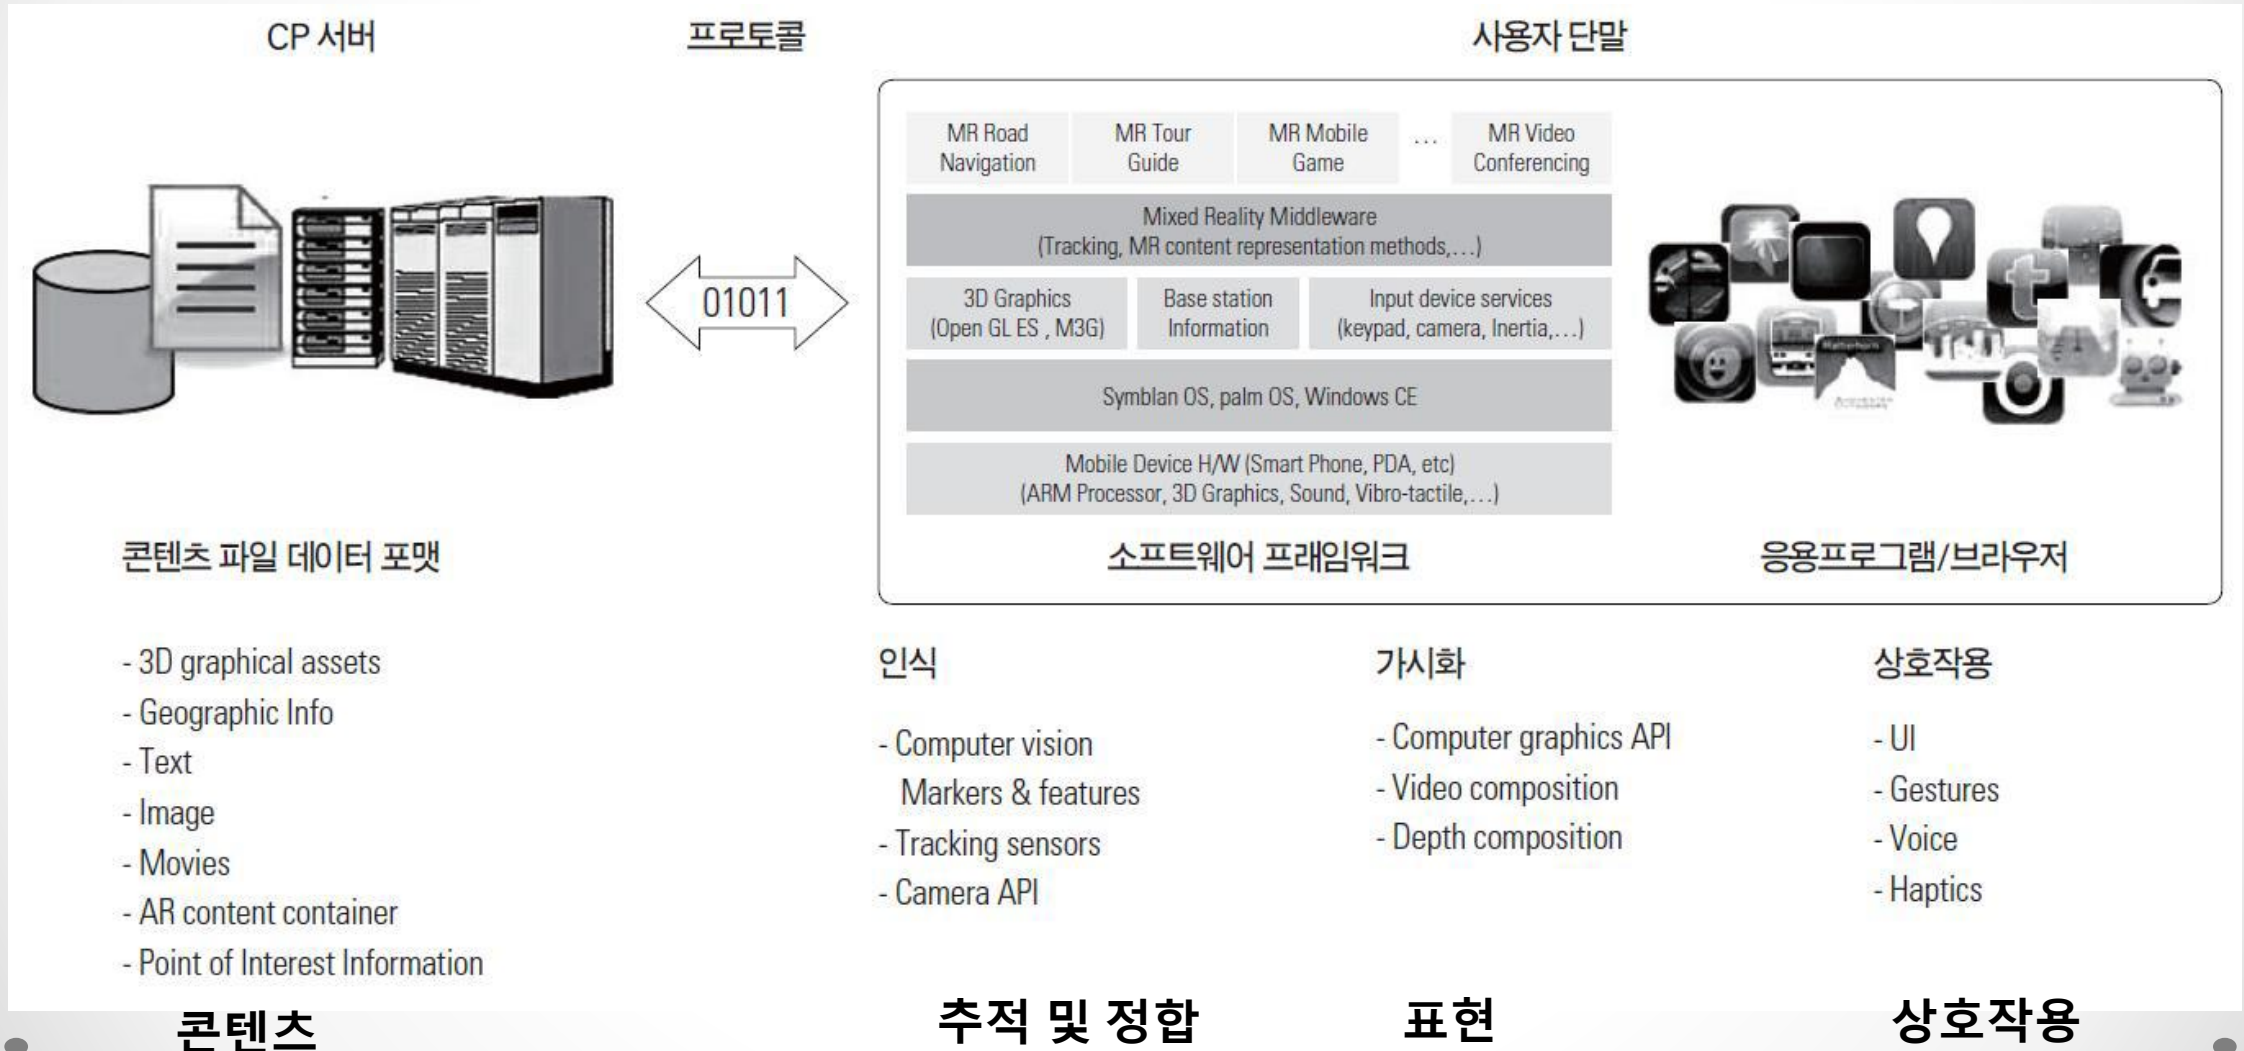 CP 서버
프로토콜
사용자 단말
MR Road
Navigation
MR Tour
Guide
MR Mobile
Game
...
MR Video
Conferencing
Mixed Reality Middleware
(Tracking, MR content representation methods,...)
3D Graphics
(Open GL ES , M3G)
Base station
Information
Input device services
(keypad, camera, Inertia,...)
Symblan OS, palm OS, Windows CE
Mobile Device H/W (Smart Phone, PDA, etc)
(ARM Processor, 3D Graphics, Sound, Vibro-tactile,...)
01011
콘텐츠 파일 데이터 포맷
소프트웨어 프래임워크
응용프로그램/브라우저
- 3D graphical assets
- Geographic Info
- Text
- Image
- Movies
- AR content container
- Point of Interest Information
인식
- Computer vision
Markers & features
- Tracking sensors
- Camera API
가시화
- Computer graphics API
- Video composition
- Depth composition
상호작용
- UI
- Gestures
- Voice
- Haptics
콘텐츠
추적 및 정합
표현
상호작용